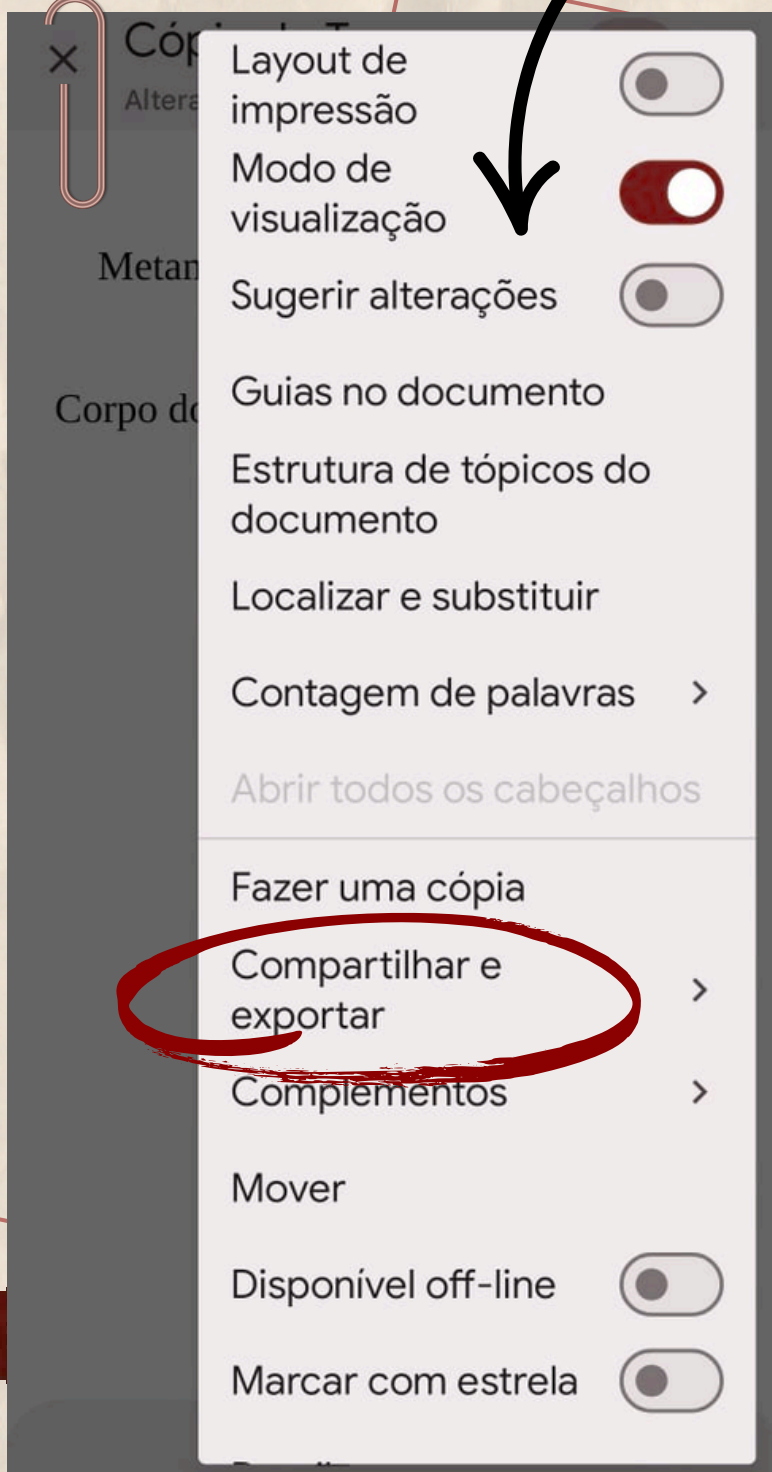 Altera
Layout de
impressão
Modo de
visualização
Metam
Sugerir alterações
Guias no documento
Corpo do
Estrutura de tópicos do
documento
Localizar e substituir
Contagem de palavras
Abrir todos os cabeçalhos
Fazer uma cópia
Compartilhar e
exportar
Complementos
Mover
Disponível off-line
Marcar com estrela